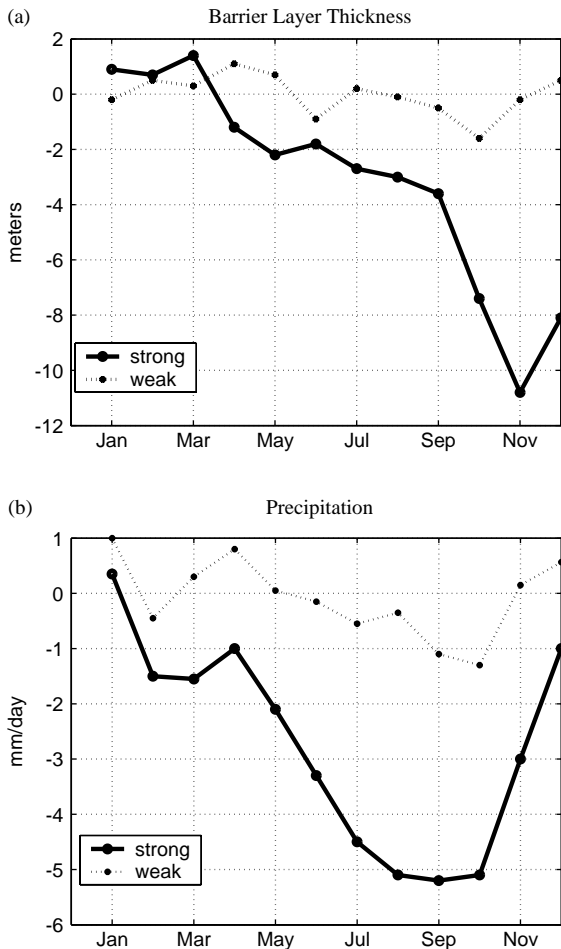 (a) Barrier Layer Thickness
2
0
-2
-4
-6
-8
-10
-12
meters
strong
weak
Jan Mar May Jul Sep Nov
(b) Precipitation
1
0
-1
-2
-3
-4
-5
-6
mm/day
strong
weak
Jan Mar May Jul Sep Nov